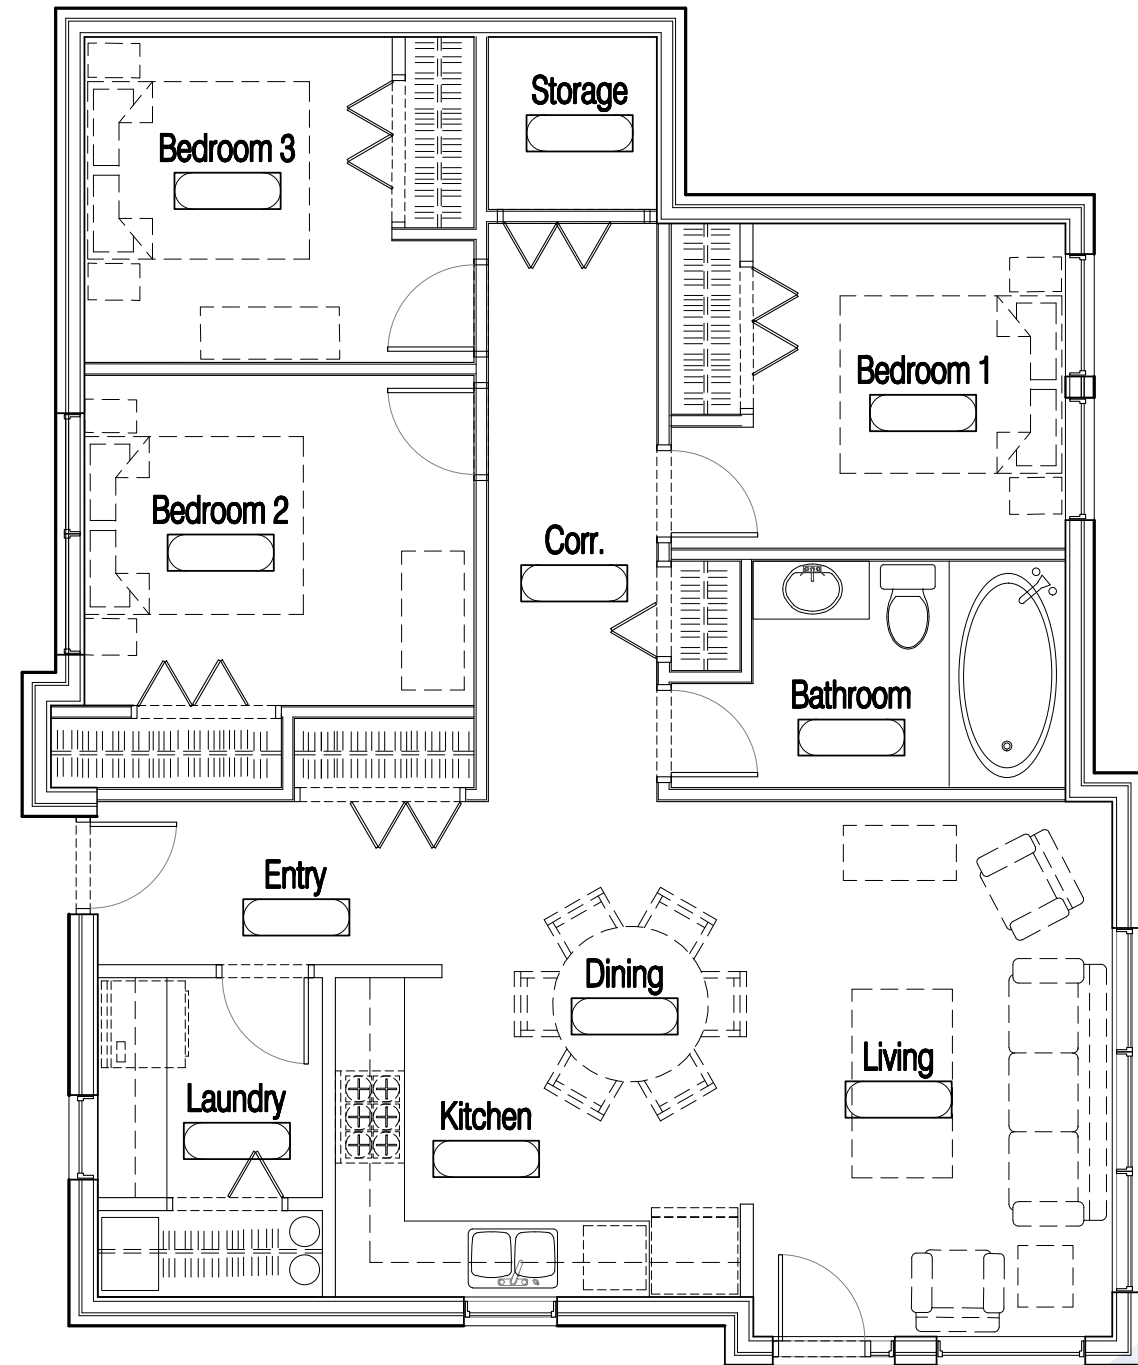 Storage
Bedroom 3
Bedroom 1
Bedroom 2
Corr.
Bathroom
Entry
Dining
Living
Laundry
Kitchen